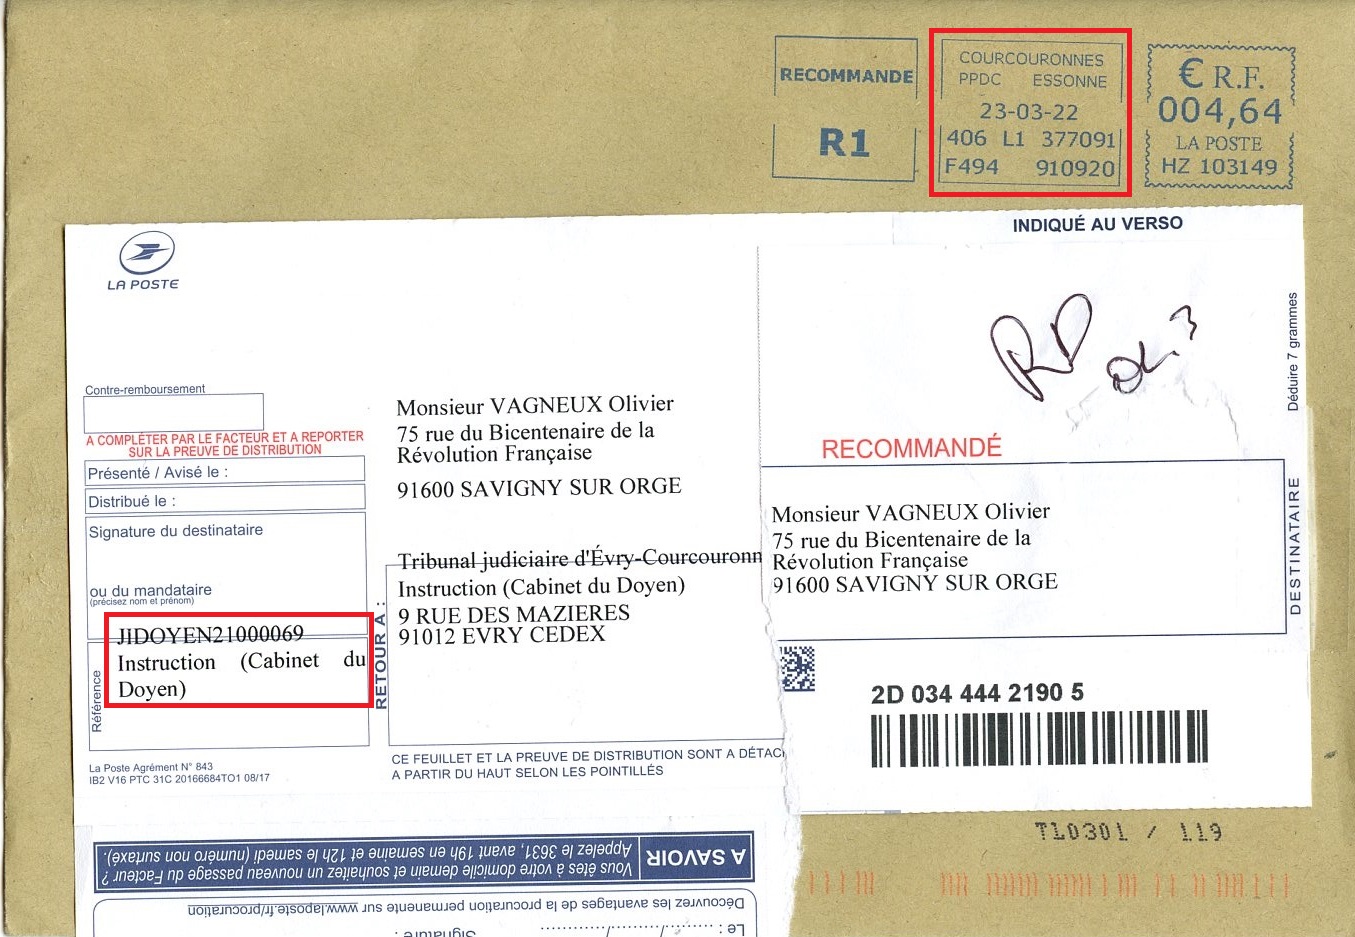 RECOMMANDE
R1
COURCOURONNES
PPDC ESSONNE
23-03-22
406 L1 377091
F494 910920
€ R.F.
004,64
LA POSTE
HZ 103149
INDIQUÉ AU VERSO
LA POSTE
Déduire 7 grammes
RECOMMANDÉ
Contre-remboursement
A COMPLÉTER PAR LE FACTEUR ET A REPORTER
SUR LA PREUVE DE DISTRIBUTION
Présenté / Avisé le :
Distribué le :
Signature du destinataire
ou du mandataire
(précisez nom et prénom)
Référence
JIDOYEN21000069
Instruction (Cabinet du
Doyen)
La Poste Agrément N° 843
IB2 V16 PTC 31C 20166684TO1 08/17
Monsieur VAGNEUX Olivier
75 rue du Bicentenaire de la
Révolution Française
91600 SAVIGNY SUR ORGE
RETOUR A :
Tribunal judiciaire d'Évry-Courcouronn
Instruction (Cabinet du Doyen)
9 RUE DES MAZIERES
91012 EVRY CEDEX
CE FEUILLET ET LA PREUVE DE DISTRIBUTION SONT A DÉTAC
A PARTIR DU HAUT SELON LES POINTILLÉS
Monsieur VAGNEUX Olivier
75 rue du Bicentenaire de la
Révolution Française
91600 SAVIGNY SUR ORGE
DESTINATAIRE
2D 034 444 2190 5
TL0301 / 119
A SAVOIR
Vous êtes à votre domicile demain et souhaitez un nouveau passage du Facteur ?
Appelez le 3631, avant 19h en semaine et 12h le samedi (numéro non surtaxé).
Découvrez les avantages de la procuration permanente sur www.laposte.fr/procuration
Le : ....../....../......
Signature :